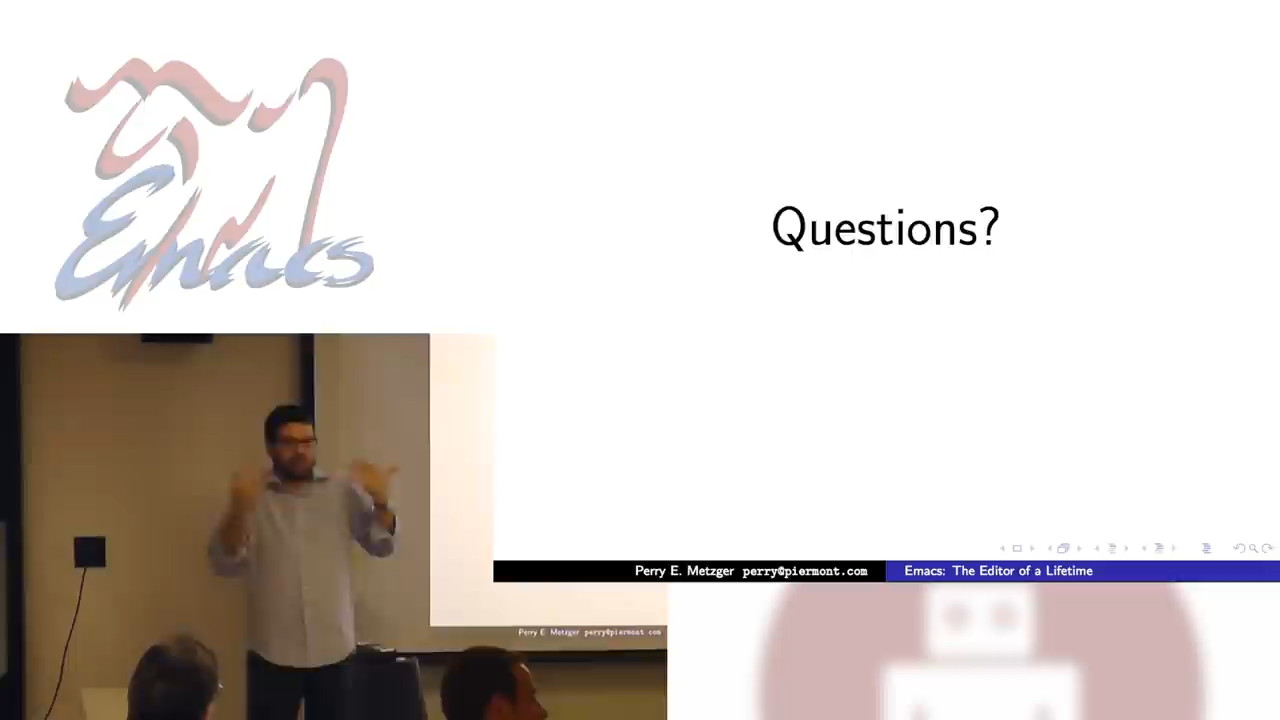 Emacs
Questions?
Perry E. Metzger perry@piermont.com Emacs: The Editor of a Lifetime
Perry E. Metzger perry@piermont.com